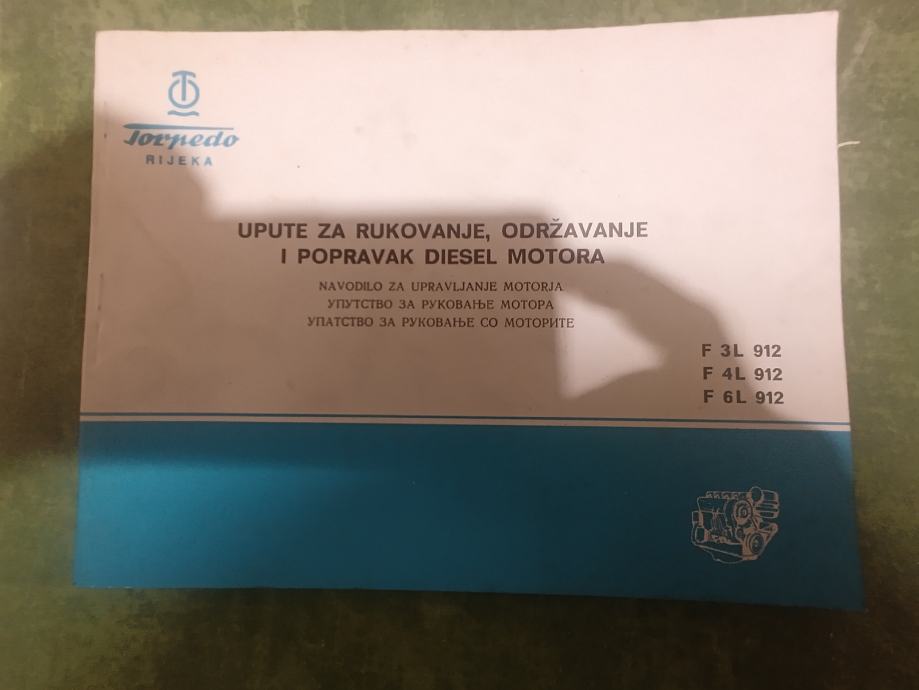 Torpedo
RIJEKA
UPUTE ZA RUKOVANJE, ODRŽAVANJE
I POPRAVAK DIESEL MOTORA
NAVODILO ZA UPRAVLJANJE MOTORJA
УПУТСТВО ЗА РУКОВАЊЕ МОТОРА
УПАТСТВО ЗА РУКОВАЊЕ СО МОТОРИТЕ
F 3L 912
F 4L 912
F 6L 912